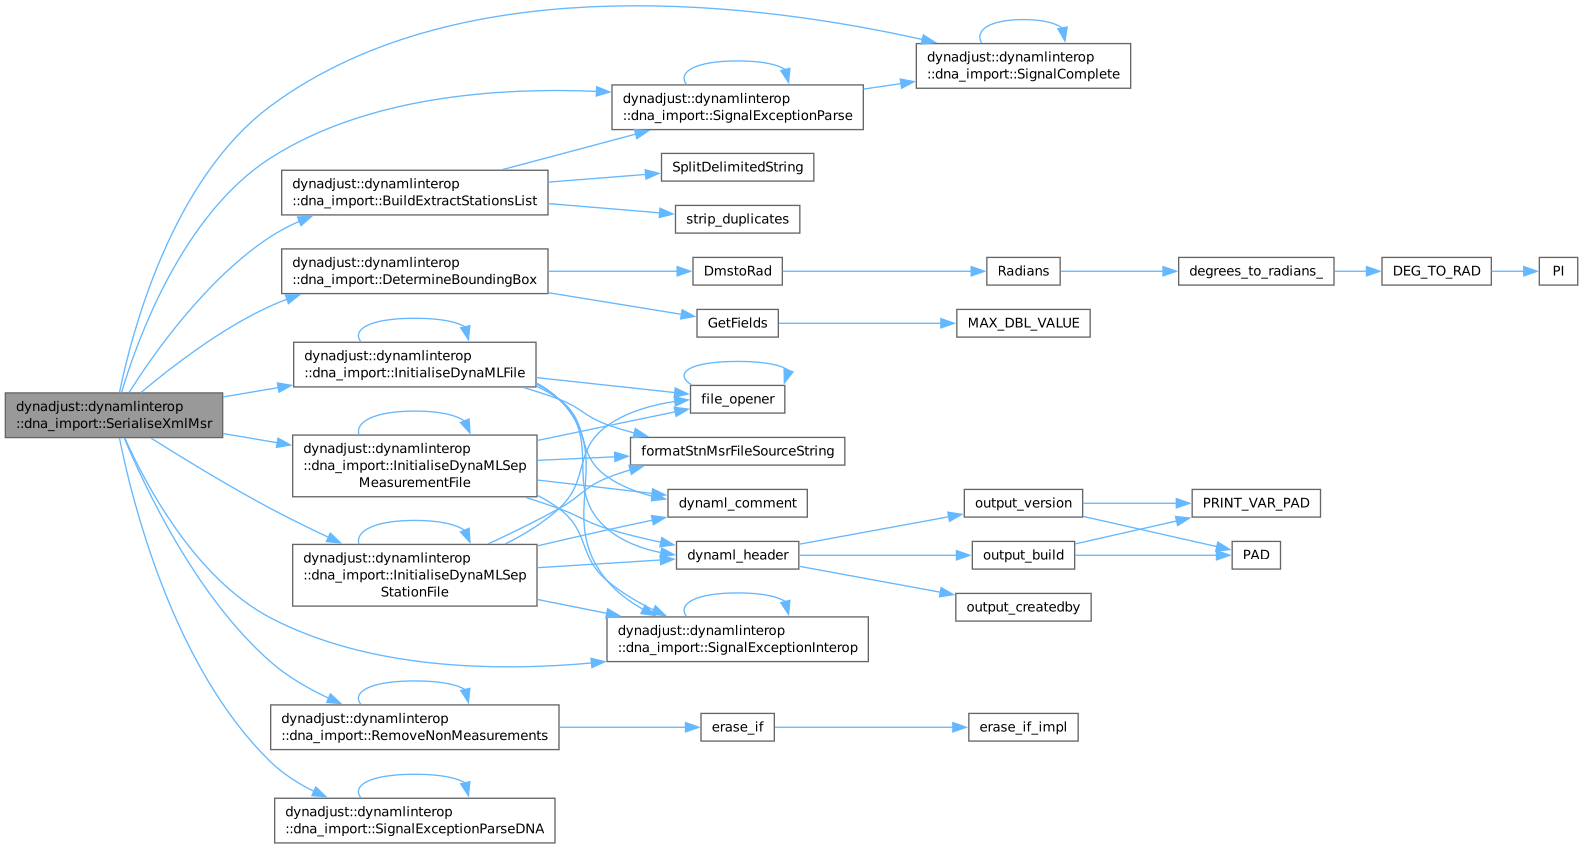 dynadjust::dynamlinterop
::dna_import::SerialiseXmlMsr
dynadjust::dynamlinterop
::dna_import::BuildExtractStationsList
dynadjust::dynamlinterop
::dna_import::SignalExceptionParse
dynadjust::dynamlinterop
::dna_import::SignalComplete
SplitDelimitedString
strip_duplicates
dynadjust::dynamlinterop
::dna_import::DetermineBoundingBox
DmstoRad
Radians
degrees_to_radians_
DEG_TO_RAD
PI
GetFields
MAX_DBL_VALUE
dynadjust::dynamlinterop
::dna_import::InitialiseDynaMLFile
file_opener
formatStnMsrFileSourceString
dynaml_comment
dynaml_header
output_version
PRINT_VAR_PAD
output_build
PAD
output_createdby
dynadjust::dynamlinterop
::dna_import::SignalExceptionInterop
dynadjust::dynamlinterop
::dna_import::InitialiseDynaMLSep
MeasurementFile
dynadjust::dynamlinterop
::dna_import::InitialiseDynaMLSep
StationFile
dynadjust::dynamlinterop
::dna_import::RemoveNonMeasurements
erase_if
erase_if_impl
dynadjust::dynamlinterop
::dna_import::SignalExceptionParseDNA